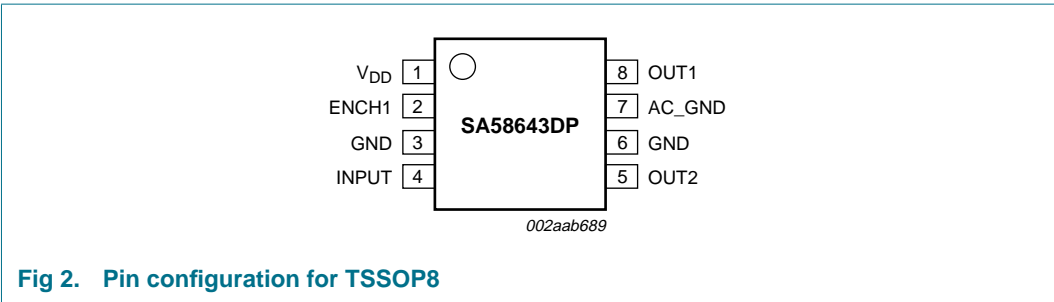 VDD 1 8 OUT1
ENCH1 2 7 AC_GND
SA58643DP
GND 3 6 GND
INPUT 4 5 OUT2
002aab689
Fig 2. Pin configuration for TSSOP8